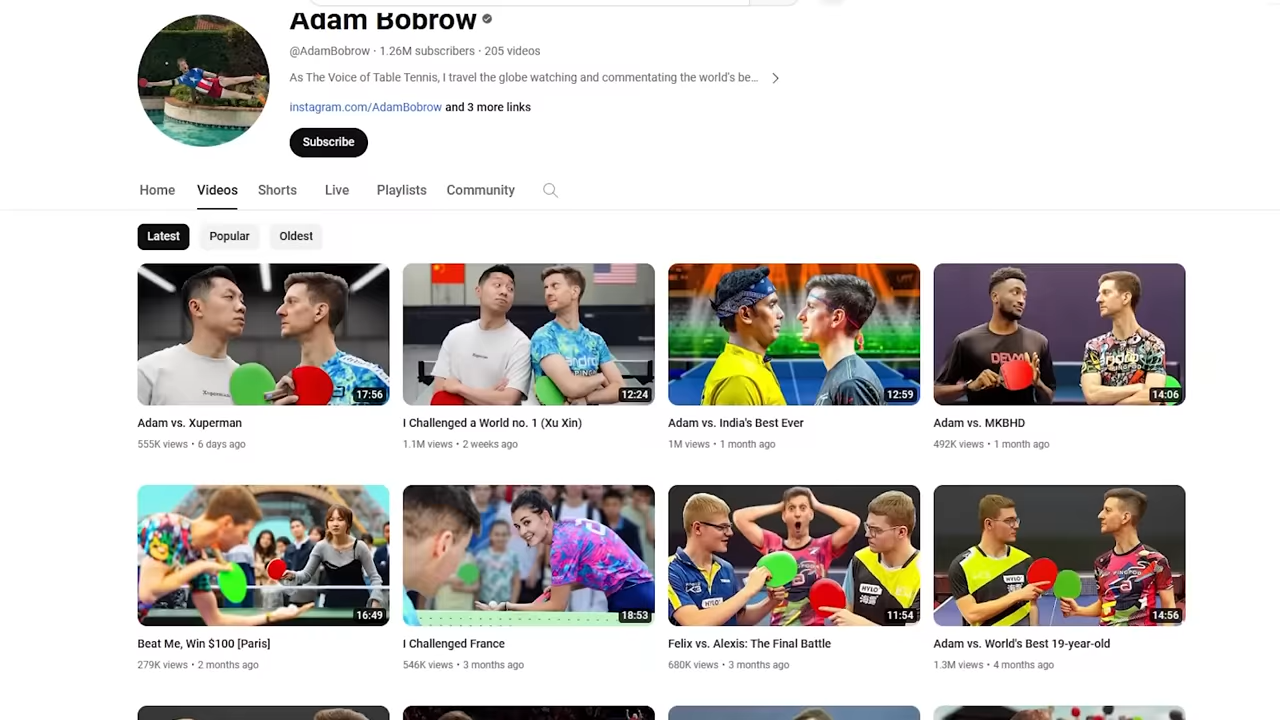 Adam Bobrow
@AdamBobrow · 1.26M subscribers · 205 videos
As The Voice of Table Tennis, I travel the globe watching and commentating the world's be...
instagram.com/AdamBobrow and 3 more links
Subscribe
Home Videos Shorts Live Playlists Community
Latest Popular Oldest
17:56 12:24 12:59 14:06
Adam vs. Xuperman
555K views • 6 days ago
I Challenged a World no. 1 (Xu Xin)
1.1M views • 2 weeks ago
Adam vs. India's Best Ever
1M views • 1 month ago
Adam vs. MKBHD
492K views • 1 month ago
HYLO HYLO HYLO
16:49 18:53 11:54 14:56
Beat Me, Win $100 [Paris]
279K views • 2 months ago
I Challenged France
546K views • 3 months ago
Felix vs. Alexis: The Final Battle
680K views • 3 months ago
Adam vs. World's Best 19-year-old
1.3M views • 4 months ago